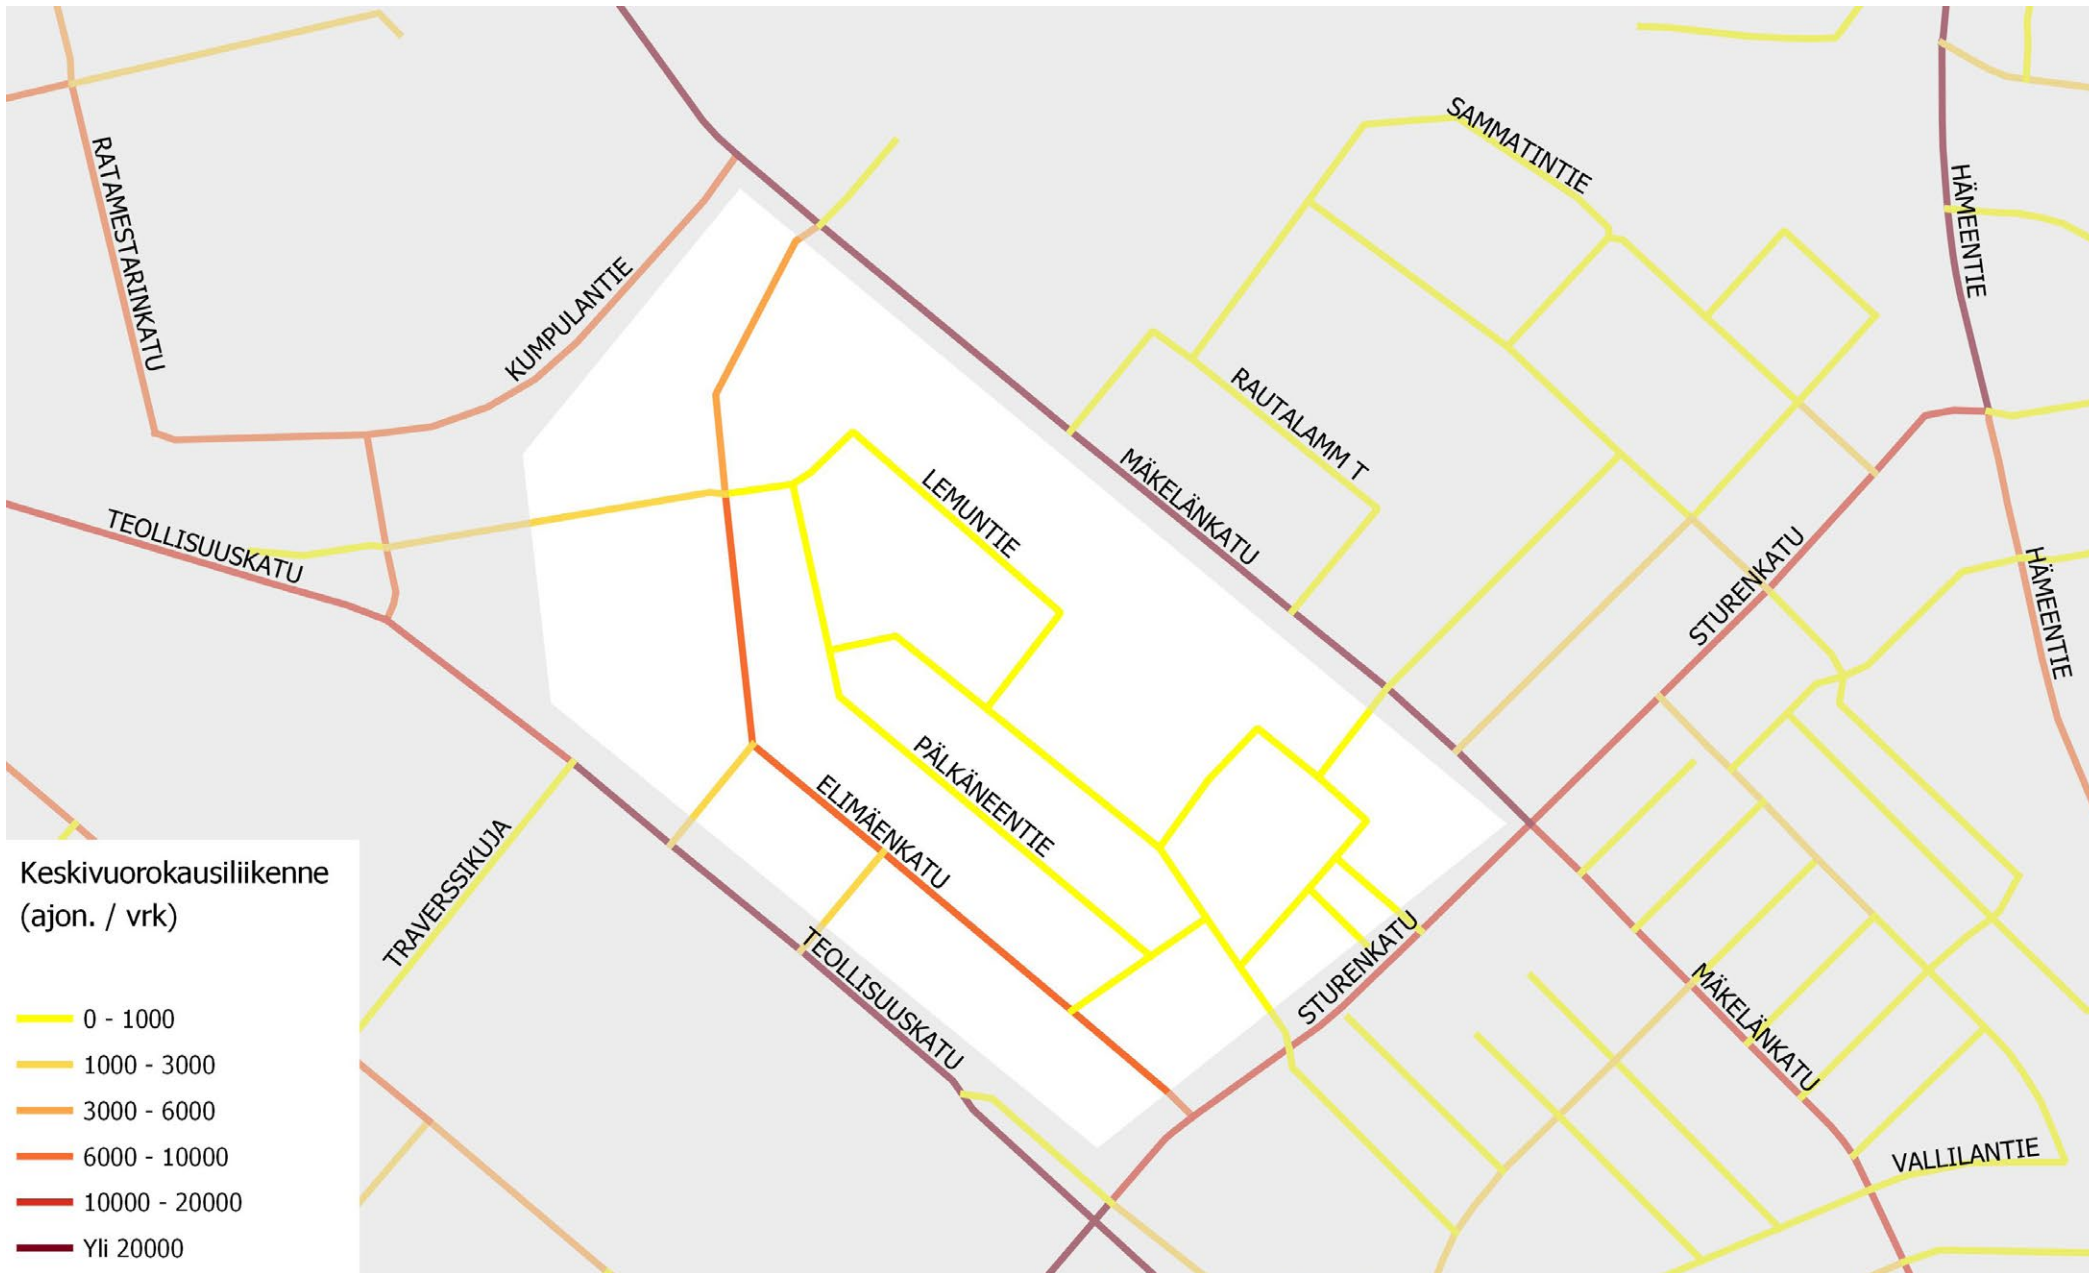 SAMMATINTIE
RATAMESTARINKATU
HÄMEENTIE
KUMPULANTIE
RAUTALAMM T
MÄKELÄNKATU
LEMUNTIE
TEOLLISUUSKATU
STURENKATU
HÄMEENTIE
PÄLKÄNEENTIE
ELIMÄENKATU
TRAVERSSIKUJA
TEOLLISUUSKATU
STURENKATU
MÄKELÄNKATU
VALLILANTIE
Keskivuorokausiliikenne
(ajon. / vrk)
0 - 1000
1000 - 3000
3000 - 6000
6000 - 10000
10000 - 20000
Yli 20000